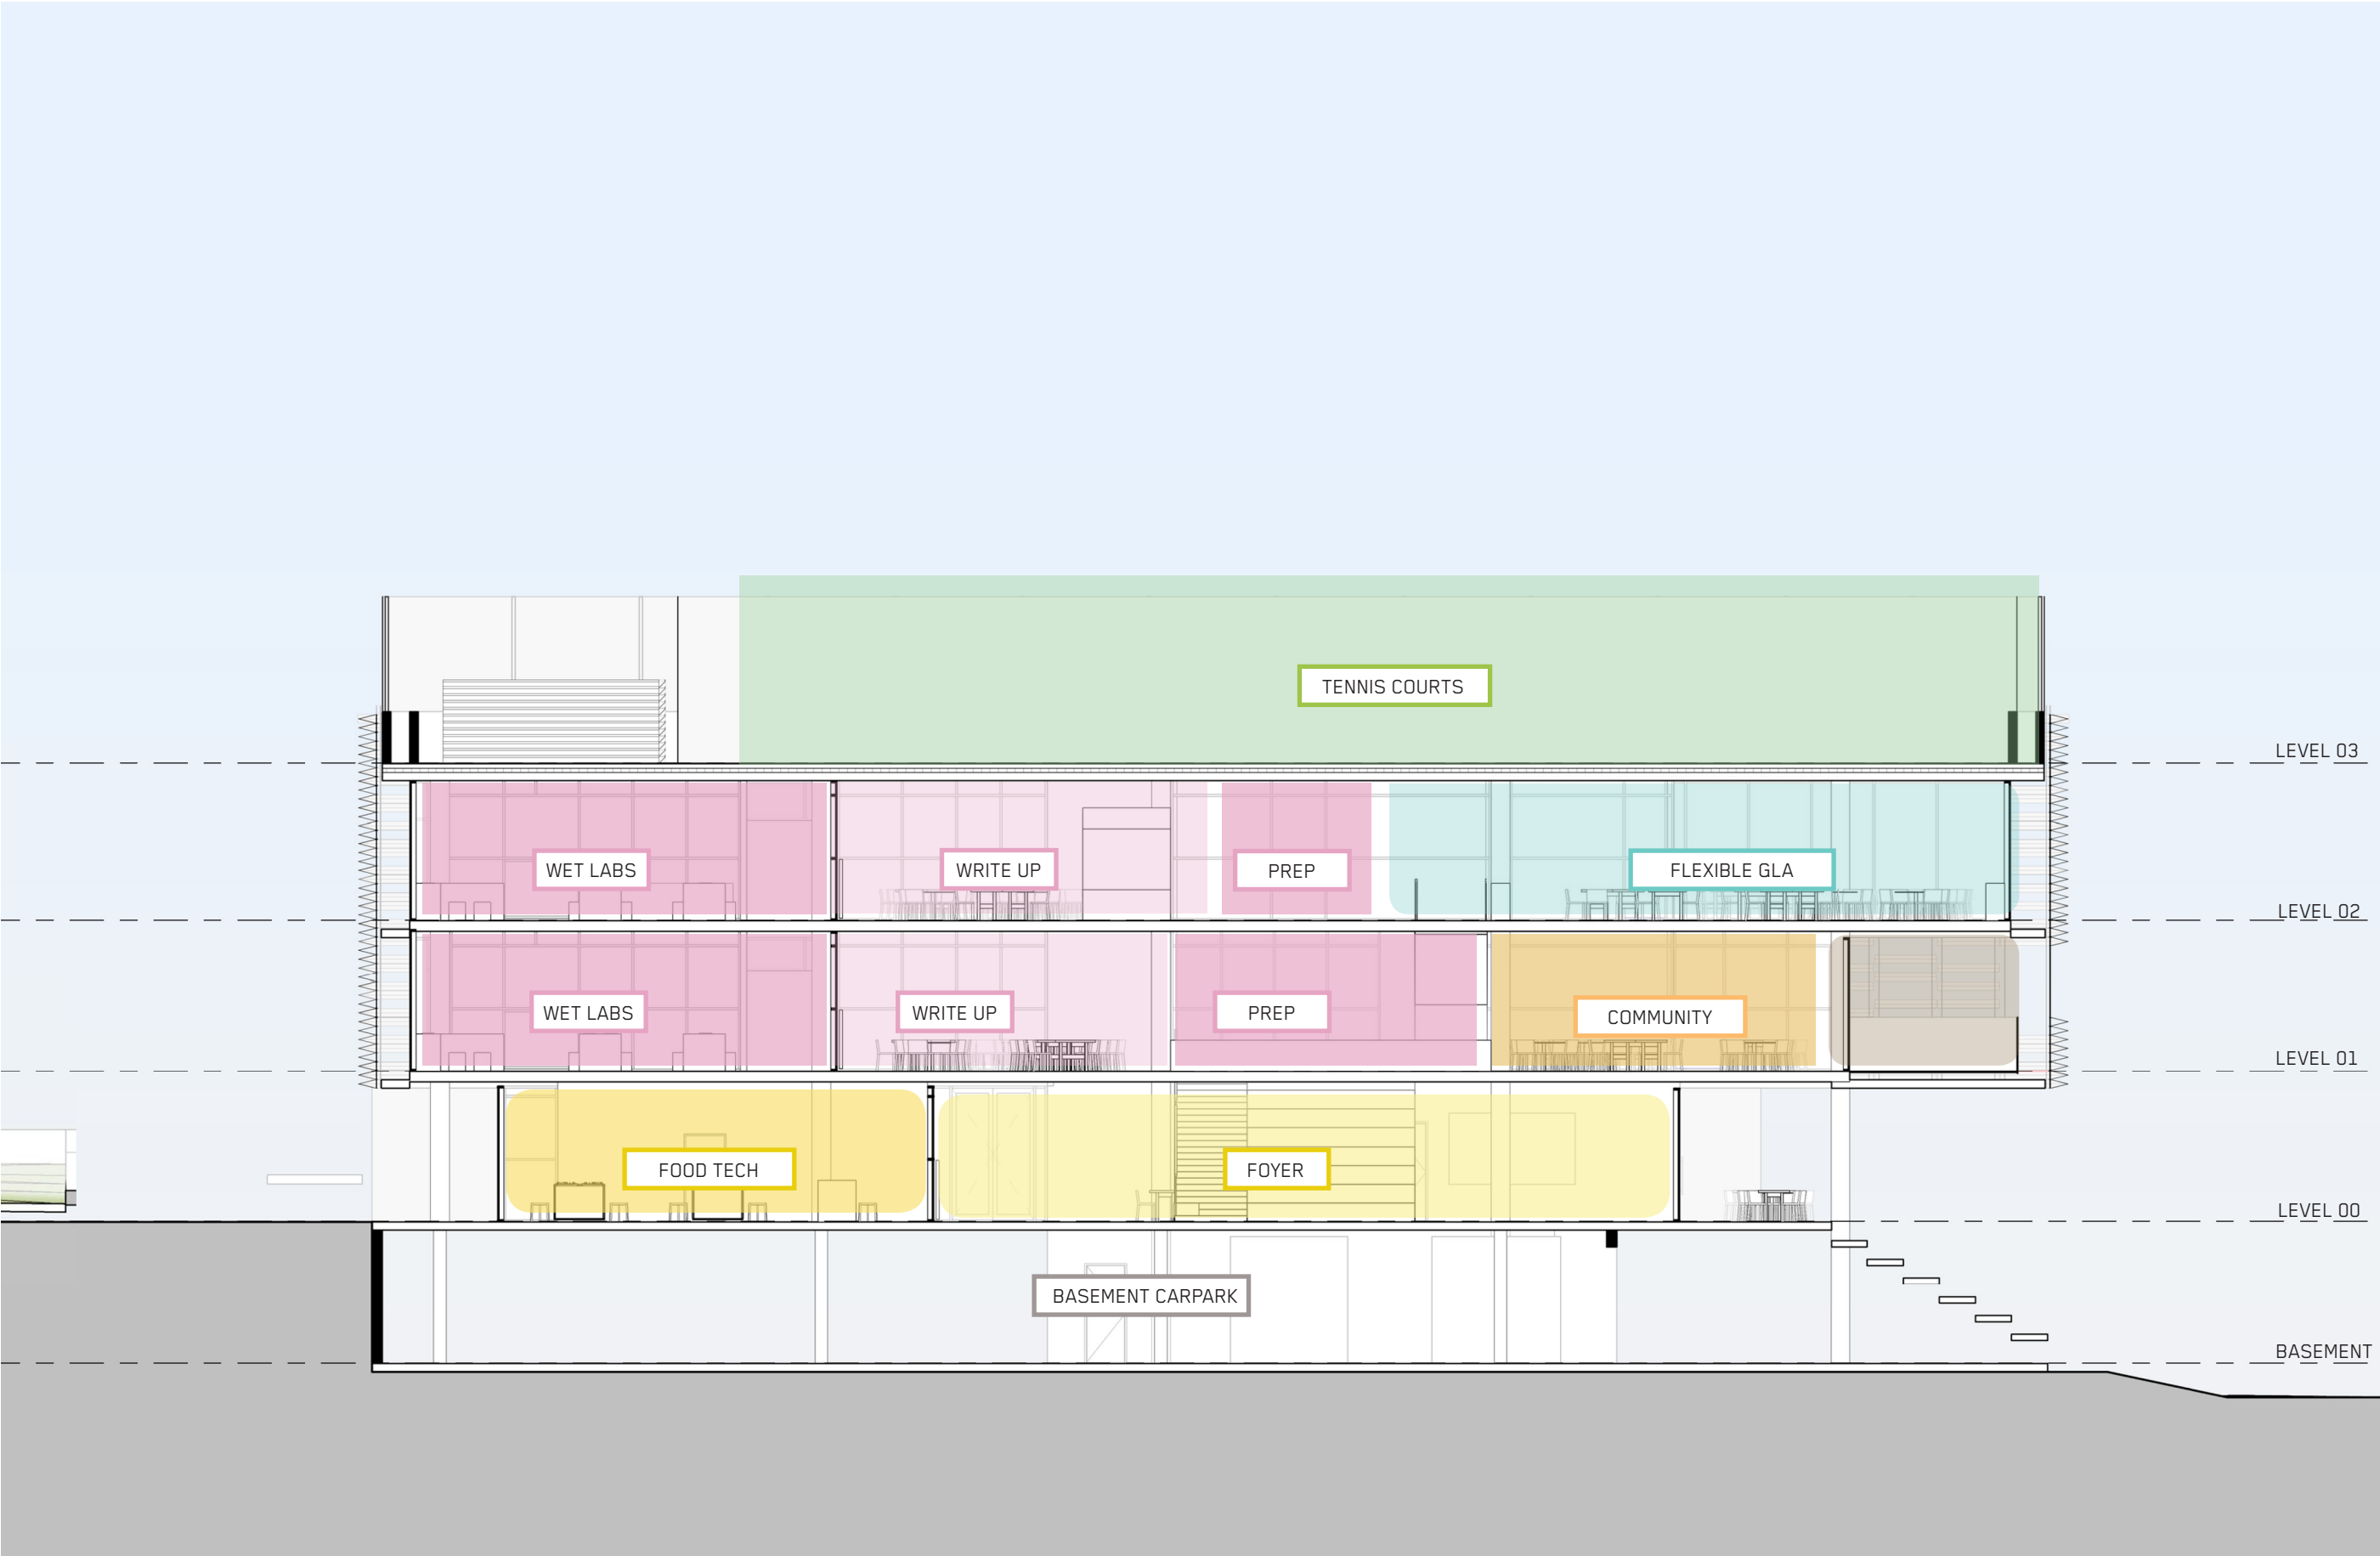 TENNIS COURTS
LEVEL 03
WET LABS
WRITE UP
PREP
FLEXIBLE GLA
LEVEL 02
WET LABS
WRITE UP
PREP
COMMUNITY
LEVEL 01
FOOD TECH
FOYER
LEVEL 00
BASEMENT CARPARK
BASEMENT